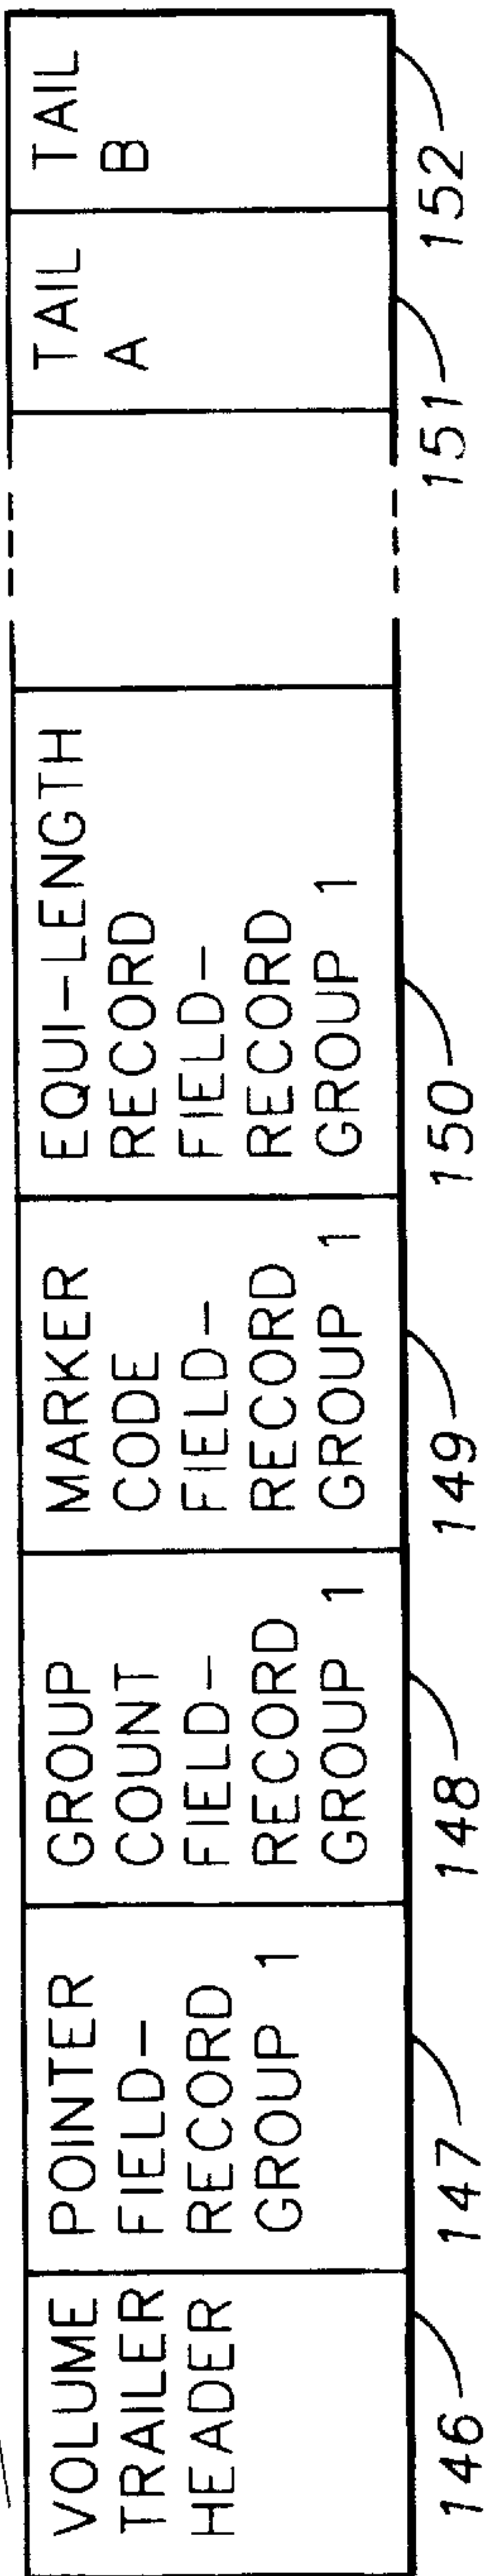 VOLUME
TRAILER
HEADER
POINTER
FIELD-
RECORD
GROUP 1
GROUP
COUNT
FIELD-
RECORD
GROUP 1
MARKER
CODE
FIELD-
RECORD
GROUP 1
EQUI-LENGTH
RECORD
FIELD-
RECORD
GROUP 1
TAIL
A
TAIL
B
146
147
148
149
150
151
152